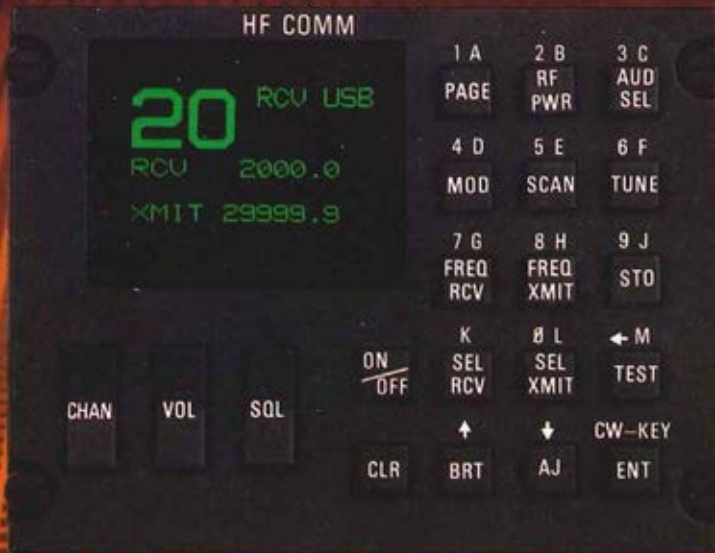 HF COMM
20 RCV USB
RCV 2000.0
XMIT 29999.9
1 A 2 B 3 C
PAGE RF PWR AUD SEL
4 D 5 E 6 F
MOD SCAN TUNE
7 G 8 H 9 J
FREQ RCV FREQ XMIT STO
K Ø L ← M
ON/OFF SEL RCV SEL XMIT TEST
CHAN VOL SQL
↑ ↓ CW-KEY
CLR BRT AJ ENT